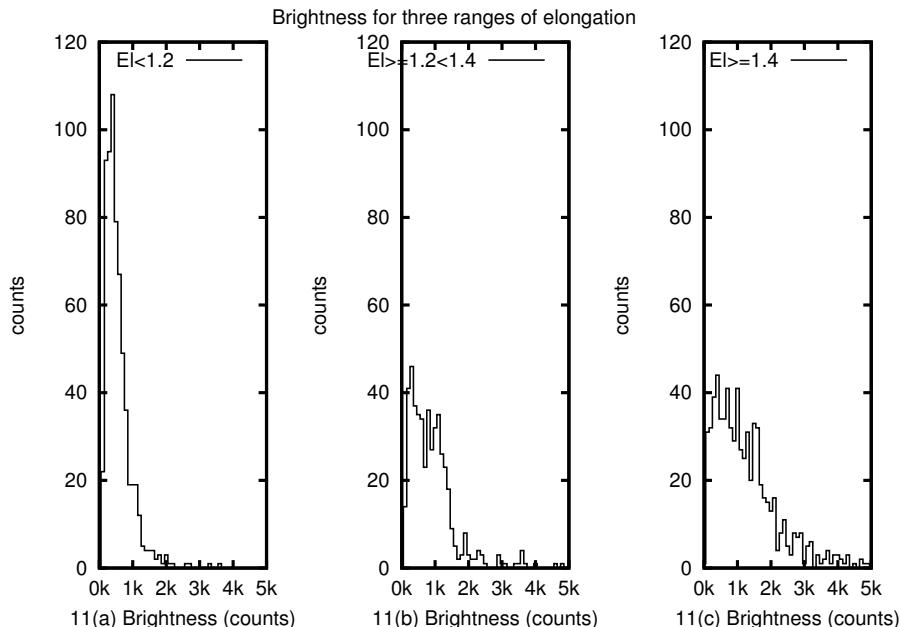 Brightness for three ranges of elongation
120
100
80
60
40
20
0
counts
El<1.2
0k 1k 2k 3k 4k 5k
11(a) Brightness (counts)
120
100
80
60
40
20
0
counts
El>=1.2<1.4
0k 1k 2k 3k 4k 5k
11(b) Brightness (counts)
120
100
80
60
40
20
0
counts
El>=1.4
0k 1k 2k 3k 4k 5k
11(c) Brightness (counts)